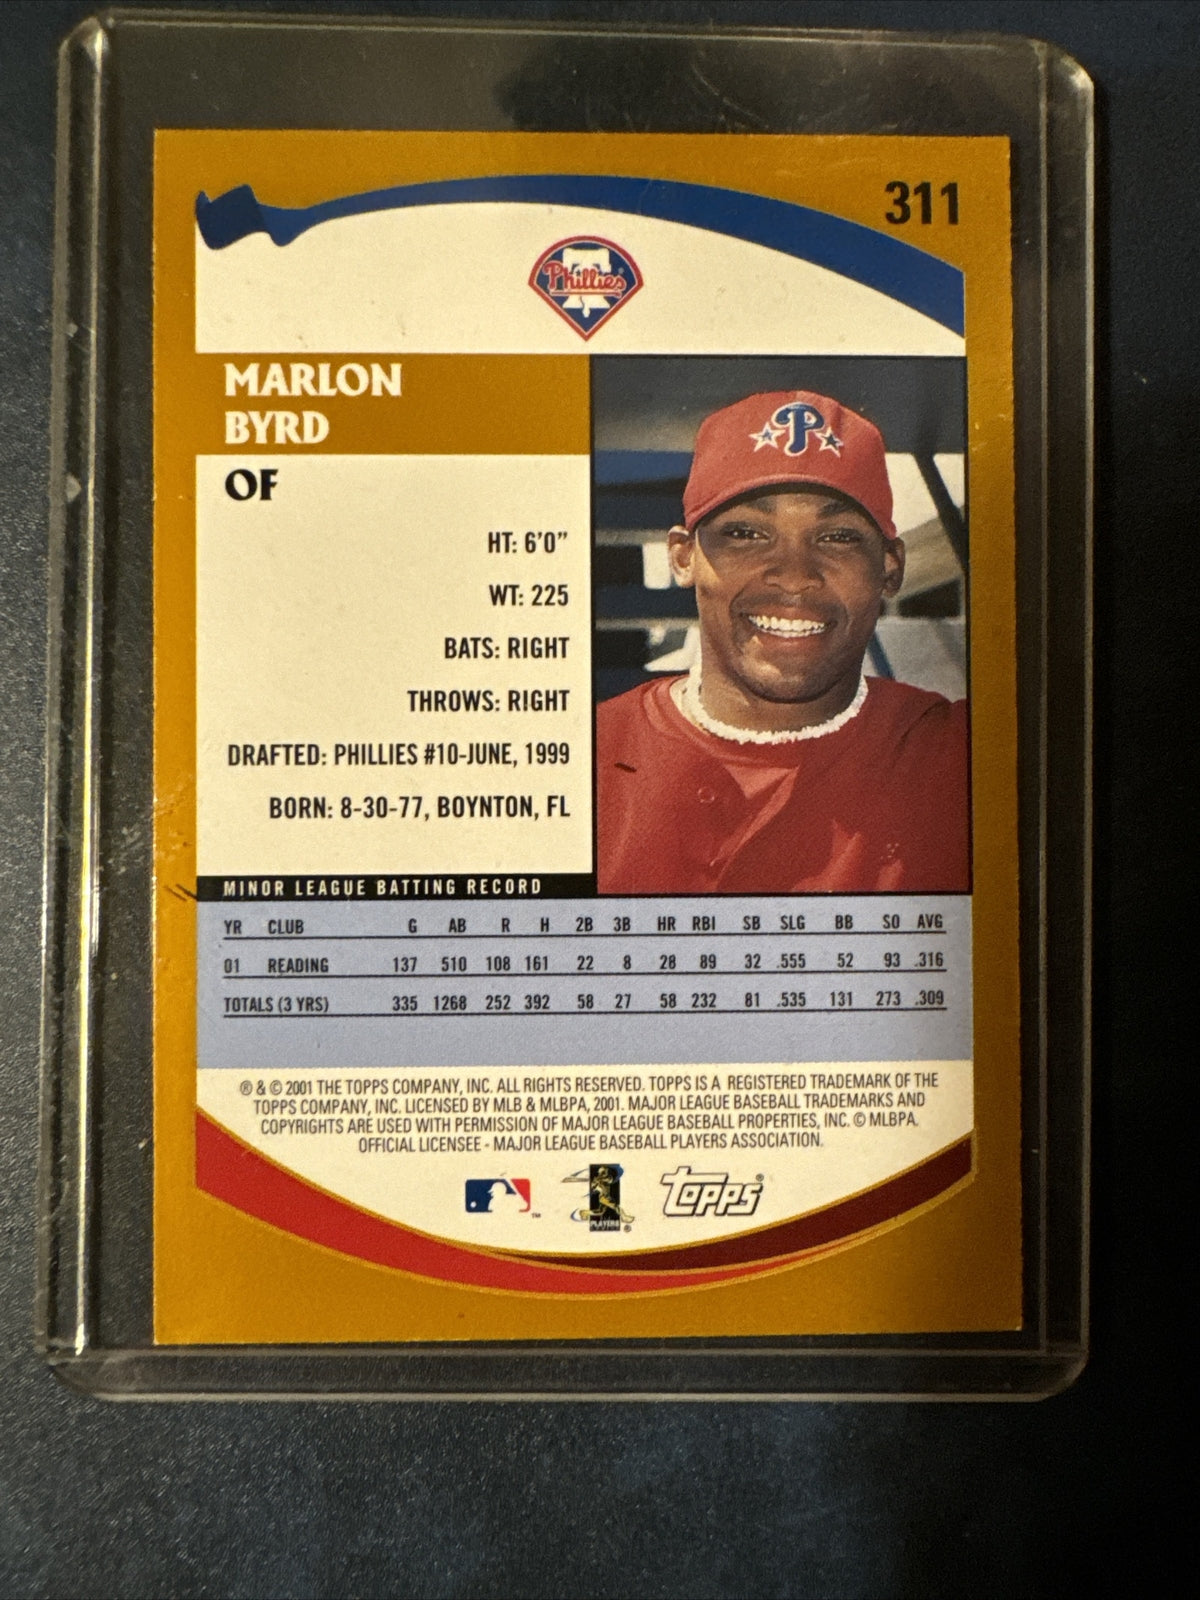 311
Phillies
MARLON
BYRD
OF
P
HT: 6'0"
WT: 225
BATS: RIGHT
THROWS: RIGHT
DRAFTED: PHILLIES #10-JUNE, 1999
BORN: 8-30-77, BOYNTON, FL
MINOR LEAGUE BATTING RECORD
YR CLUB G AB R H 2B 3B HR RBI SB SLG BB SO AVG
01 READING 137 510 108 161 22 8 28 89 32 .555 52 93 .316
TOTALS (3 YRS) 335 1268 252 392 58 27 58 232 81 .535 131 273 .309
® & © 2001 THE TOPPS COMPANY, INC. ALL RIGHTS RESERVED. TOPPS IS A REGISTERED TRADEMARK OF THE
TOPPS COMPANY, INC. LICENSED BY MLB & MLBPA, 2001. MAJOR LEAGUE BASEBALL TRADEMARKS AND
COPYRIGHTS ARE USED WITH PERMISSION OF MAJOR LEAGUE BASEBALL PROPERTIES, INC. © MLBPA.
OFFICIAL LICENSEE - MAJOR LEAGUE BASEBALL PLAYERS ASSOCIATION.
TM PLAYERS ® TOPPS ®